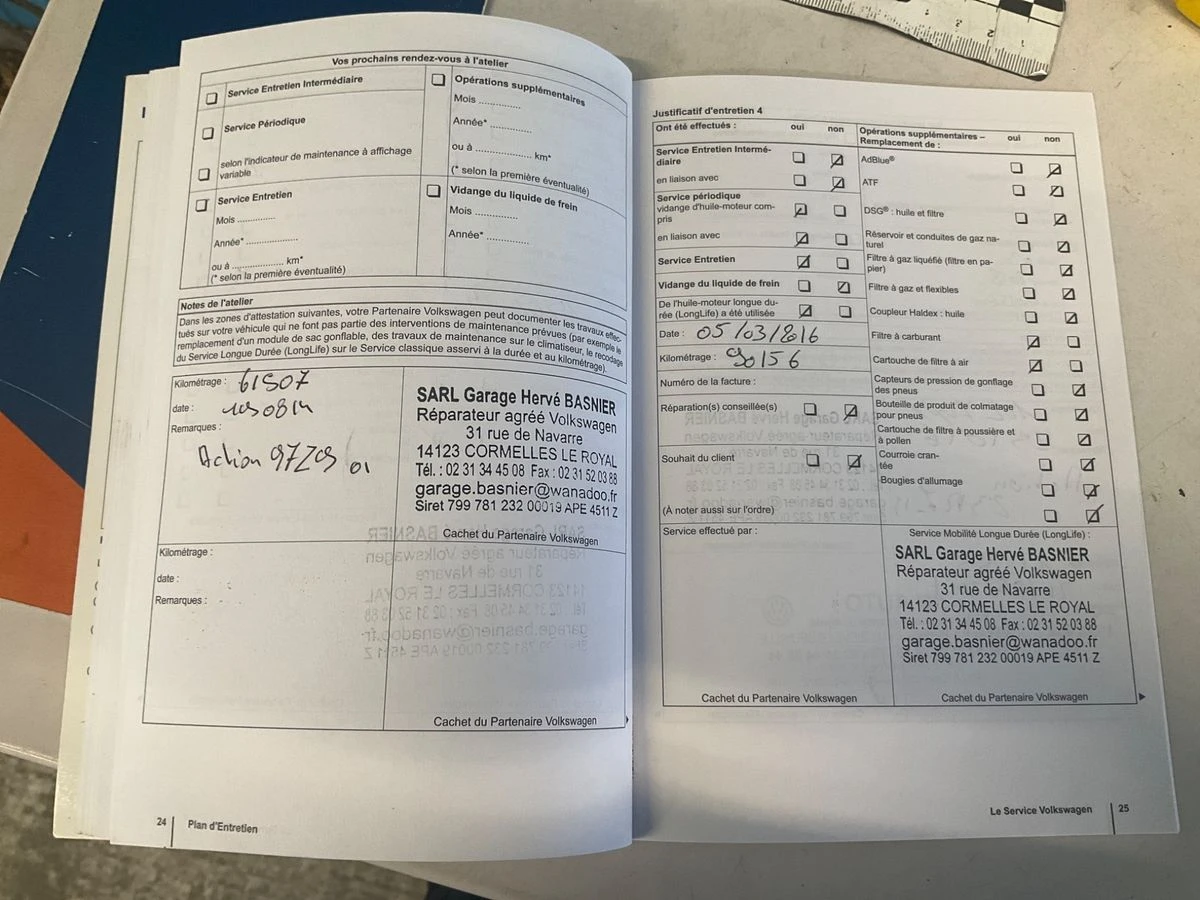 Vos prochains rendez-vous à l'atelier
Service Entretien Intermédiaire
Service Périodique
selon l'indicateur de maintenance à affichage
variable
Service Entretien
Mois ..............
Année* ...................
ou à ................... km*
(* selon la première éventualité)
Opérations supplémentaires
Mois ..............
Année* ..............
ou à ................... km*
(* selon la première éventualité)
Vidange du liquide de frein
Mois ..............
Année* ..............
Notes de l'atelier
Dans les zones d'attestation suivantes, votre Partenaire Volkswagen peut documenter les travaux effec-
tués sur votre véhicule qui ne font pas partie des interventions de maintenance prévues (par exemple le
remplacement d'un module de sac gonflable, des travaux de maintenance sur le climatiseur, le recodage
du Service Longue Durée (LongLife) sur le Service classique asservi à la durée et au kilométrage).
Kilométrage : 61507
date :
Remarques :
Action 97Z09 01
SARL Garage Hervé BASNIER
Réparateur agréé Volkswagen
31 rue de Navarre
14123 CORMELLES LE ROYAL
Tél. : 02 31 34 45 08 Fax : 02 31 52 03 88
garage.basnier@wanadoo.fr
Siret 799 781 232 00019 APE 4511 Z
Cachet du Partenaire Volkswagen
Kilométrage :
date :
Remarques :
Cachet du Partenaire Volkswagen
24 Plan d'Entretien
Justificatif d'entretien 4
Ont été effectués : oui non
Service Entretien Intermé-
diaire
en liaison avec
Service périodique
vidange d'huile-moteur com-
pris
en liaison avec
Service Entretien
Vidange du liquide de frein
De l'huile-moteur longue du-
rée (LongLife) a été utilisée
Date : 05/03/2016
Kilométrage : 90156
Numéro de la facture :
Réparation(s) conseillée(s)
Souhait du client
(À noter aussi sur l'ordre)
Service effectué par :
Cachet du Partenaire Volkswagen
Opérations supplémentaires – oui non
Remplacement de :
AdBlue®
ATF
DSG® : huile et filtre
Réservoir et conduites de gaz na-
turel
Filtre à gaz liquéfié (filtre en pa-
pier)
Filtre à gaz et flexibles
Coupleur Haldex : huile
Filtre à carburant
Cartouche de filtre à air
Capteurs de pression de gonflage
des pneus
Bouteille de produit de colmatage
pour pneus
Cartouche de filtre à poussière et
à pollen
Courroie cran-
tée
Bougies d'allumage
Service Mobilité Longue Durée (LongLife) :
SARL Garage Hervé BASNIER
Réparateur agréé Volkswagen
31 rue de Navarre
14123 CORMELLES LE ROYAL
Tél. : 02 31 34 45 08 Fax : 02 31 52 03 88
garage.basnier@wanadoo.fr
Siret 799 781 232 00019 APE 4511 Z
Cachet du Partenaire Volkswagen
Le Service Volkswagen 25